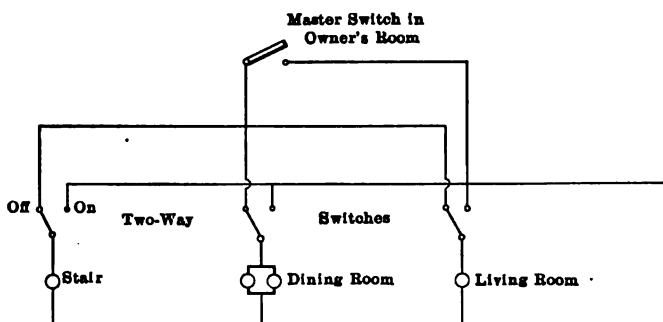 Master Switch in
Owner's Room
Off
On
Two-Way
Switches
Stair
Dining Room
Living Room